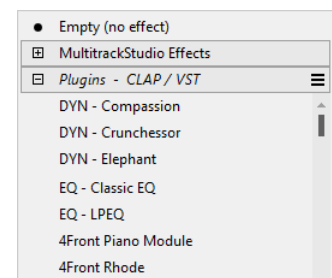 Empty (no effect)
MultitrackStudio Effects
Plugins - CLAP / VST
DYN - Compassion
DYN - Crunchessor
DYN - Elephant
EQ - Classic EQ
EQ - LPEQ
4Front Piano Module
4Front Rhode